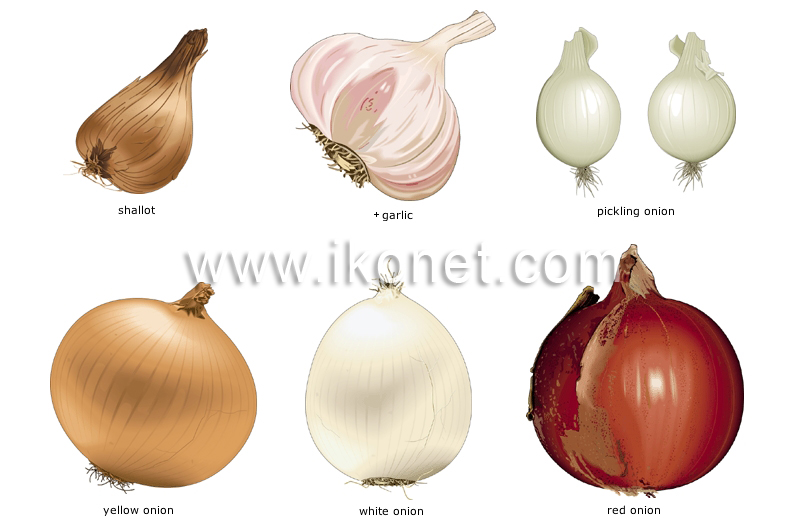 shallot
+ garlic
pickling onion
www.ikonet.com
yellow onion
white onion
red onion